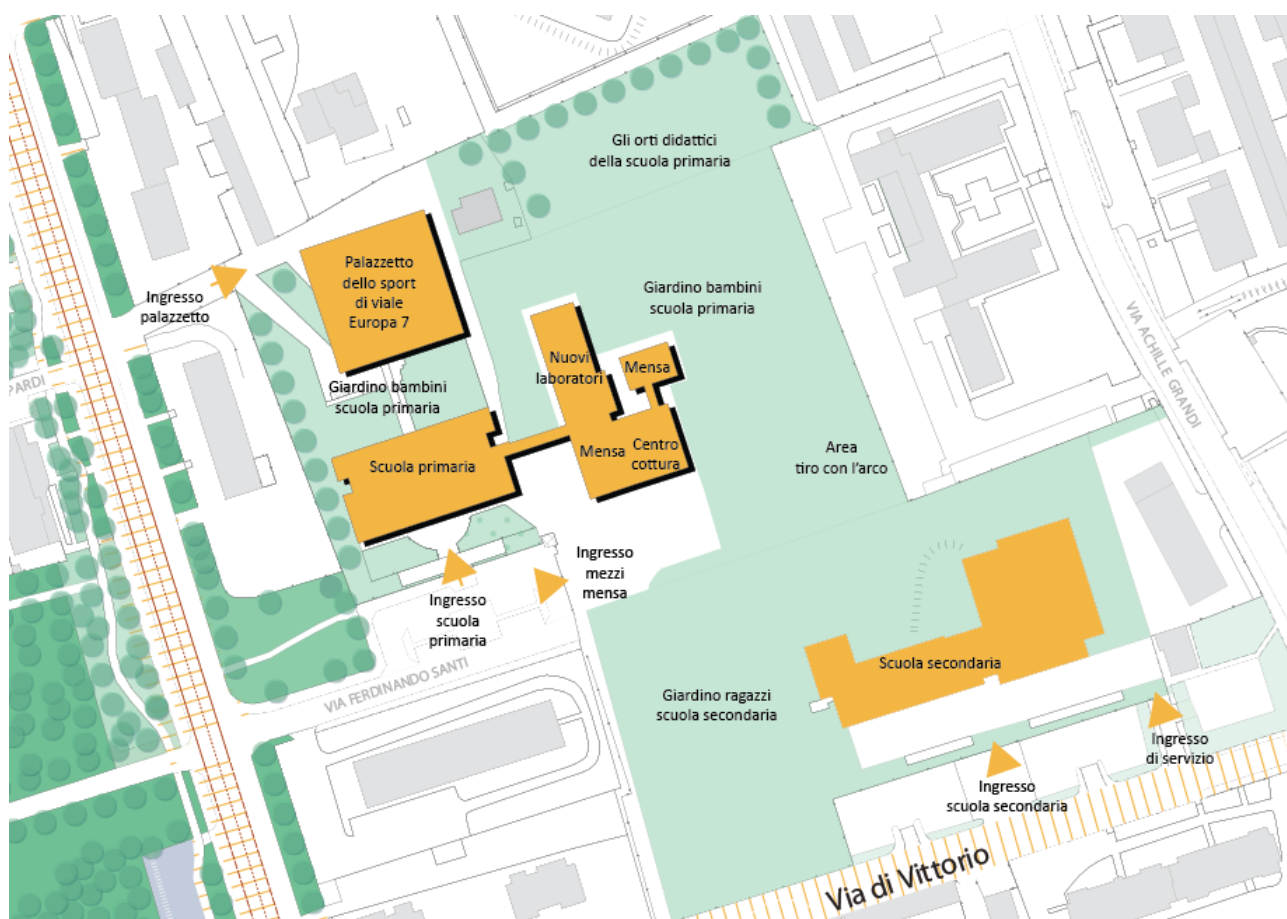 Gli orti didattici
della scuola primaria
Palazzetto
dello sport
di viale
Europa 7
Ingresso
palazzetto
Giardino bambini
scuola primaria
Nuovi
laboratori
Mensa
PARDI
Giardino bambini
scuola primaria
Scuola primaria
Mensa
Centro
cottura
Area
tiro con l'arco
VIA ACHILLE GRANDI
Ingresso
mezzi
mensa
Ingresso
scuola
primaria
VIA FERDINANDO SANTI
Scuola secondaria
Giardino ragazzi
scuola secondaria
Ingresso
di servizio
Ingresso
scuola secondaria
Via di Vittorio